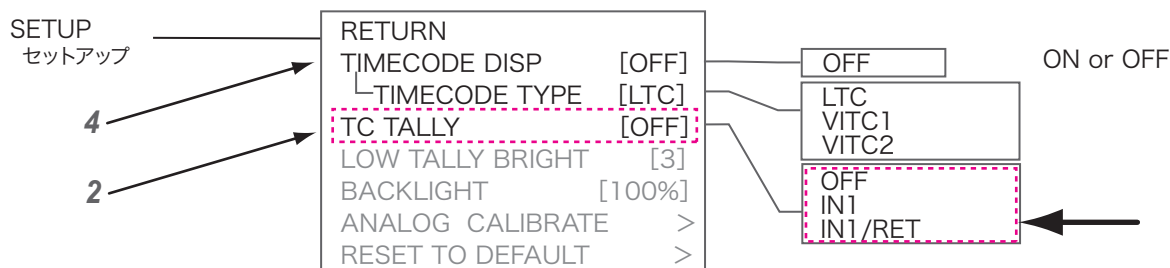 SETUP
セットアップ
4
2
RETURN
TIMECODE DISP [OFF]
TIMECODE TYPE [LTC]
TC TALLY [OFF]
LOW TALLY BRIGHT [3]
BACKLIGHT [100%]
ANALOG CALIBRATE >
RESET TO DEFAULT >
OFF
ON or OFF
LTC
VITC1
VITC2
OFF
IN1
IN1/RET